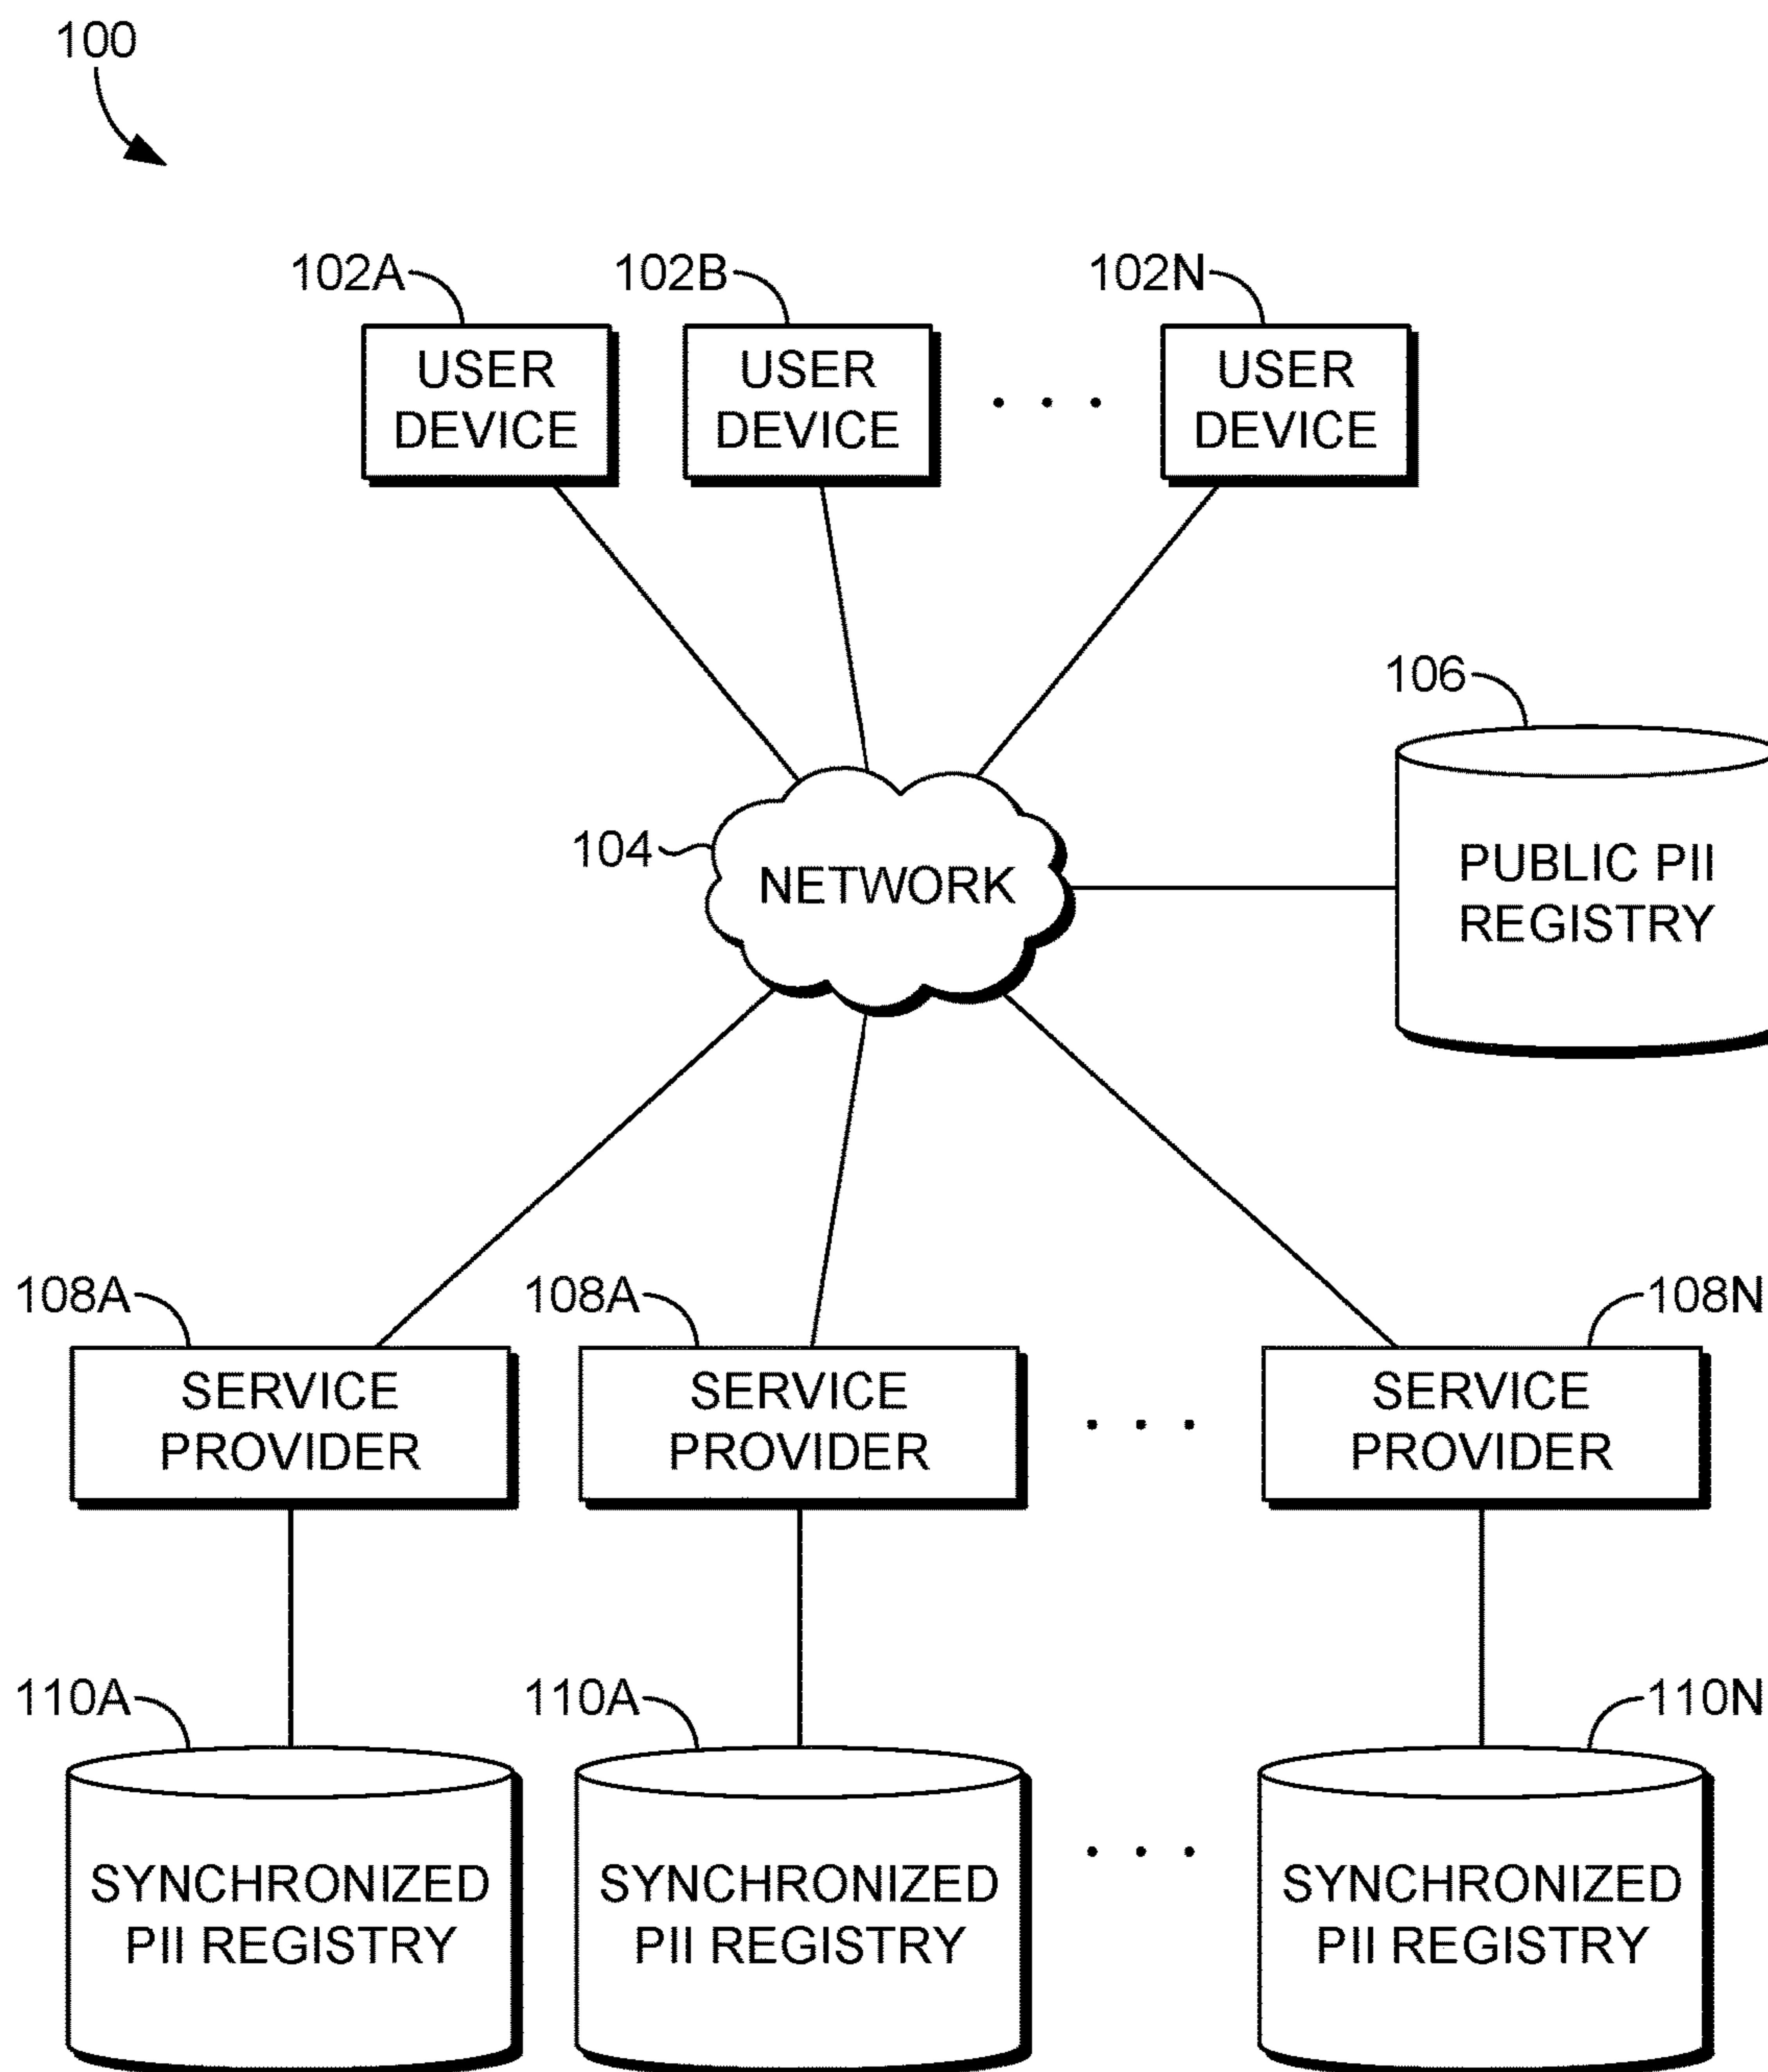 100
102A
102B
102N
USER
DEVICE
USER
DEVICE
. . .
USER
DEVICE
106
104
NETWORK
PUBLIC PII
REGISTRY
108A
108A
108N
SERVICE
PROVIDER
SERVICE
PROVIDER
. . .
SERVICE
PROVIDER
110A
110A
110N
SYNCHRONIZED
PII REGISTRY
SYNCHRONIZED
PII REGISTRY
. . .
SYNCHRONIZED
PII REGISTRY